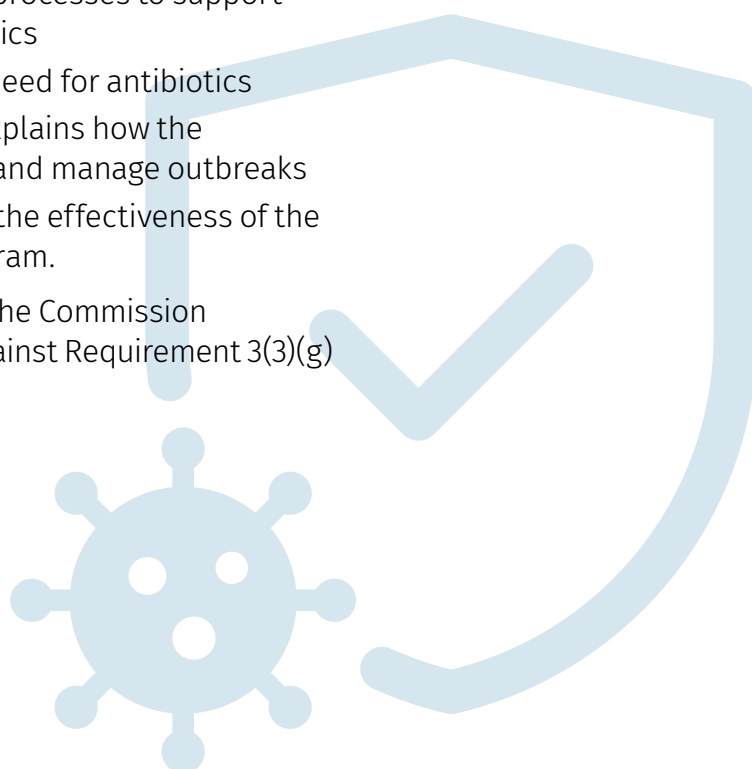 processes to support
ics
eed for antibiotics
plains how the
and manage outbreaks
the effectiveness of the
ram.
he Commission
ainst Requirement 3(3)(g)